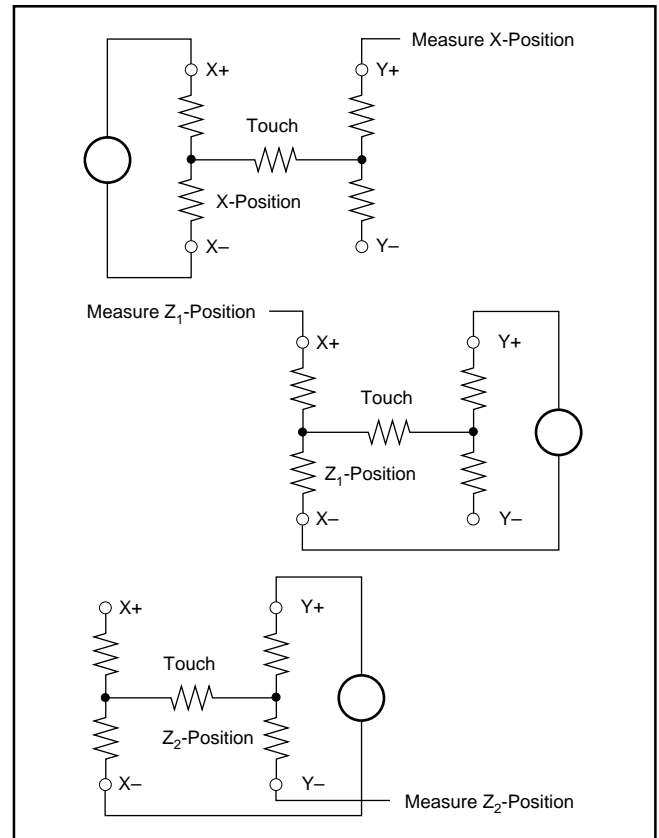 Measure X-Position
X+
Y+
Touch
X-Position
X–
Y–
Measure Z₁-Position
X+
Y+
Touch
Z₁-Position
X–
Y–
X+
Y+
Touch
Z₂-Position
X–
Y–
Measure Z₂-Position